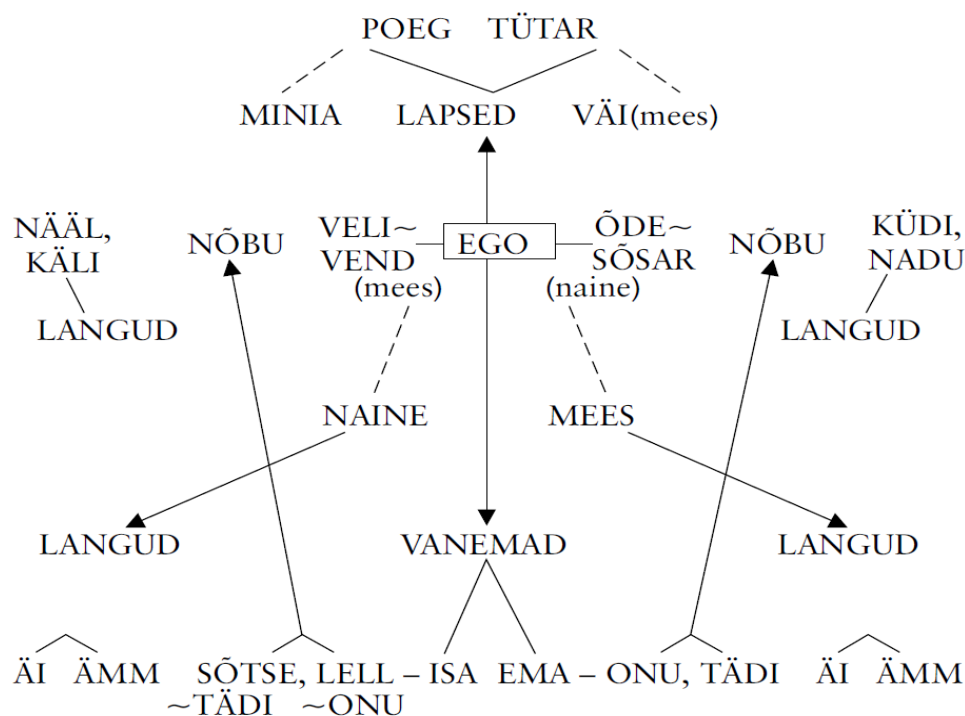 POEG TÜTAR
MINIA LAPSED VÄI(mees)
NÄÄL,
KÄLI
NÕBU
VELI~
VEND
(mees)
EGO
ÕDE~
SÕSAR
(naine)
NÕBU
KÜDI,
NADU
LANGUD
LANGUD
NAINE
MEES
LANGUD
VANEMAD
LANGUD
ÄI ÄMM
SÕTSE, LELL – ISA EMA – ONU, TÄDI
~TÄDI ~ONU
ÄI ÄMM